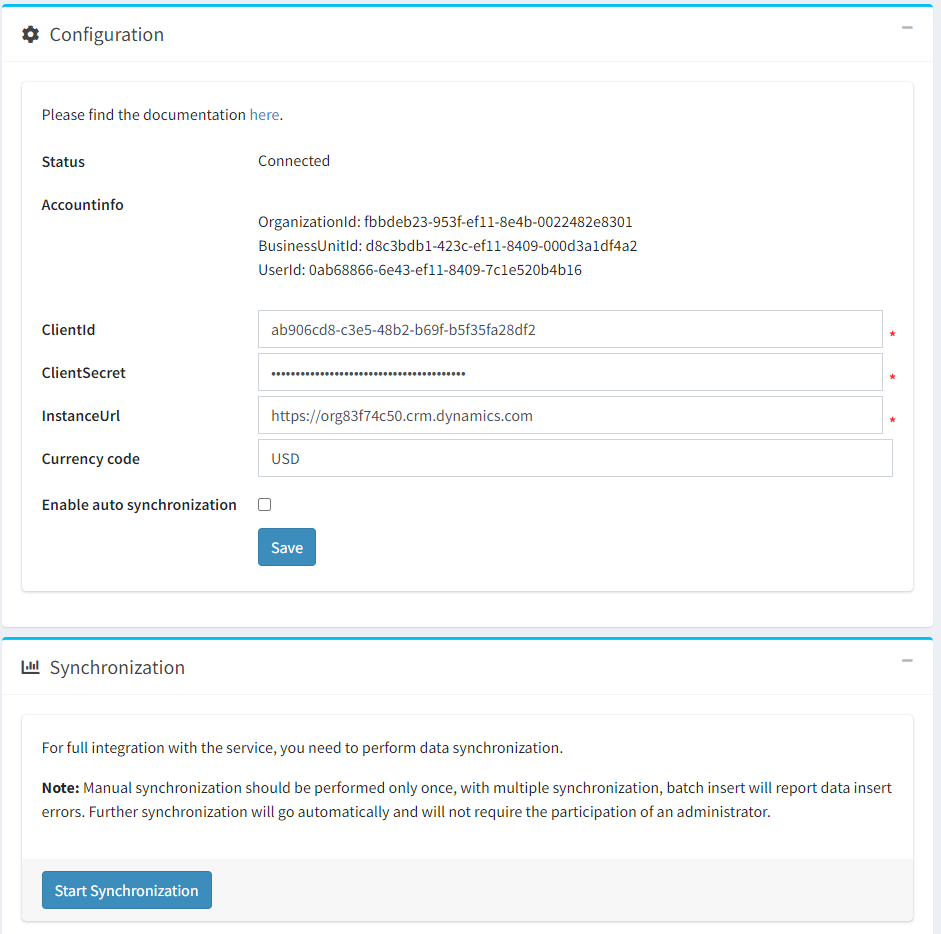 Configuration
Please find the documentation here.
Status Connected
Accountinfo
OrganizationId: fbbdeb23-953f-ef11-8e4b-0022482e8301
BusinessUnitId: d8c3bdb1-423c-ef11-8409-000d3a1df4a2
UserId: 0ab68866-6e43-ef11-8409-7c1e520b4b16
ClientId ab906cd8-c3e5-48b2-b69f-b5f35fa28df2 *
ClientSecret •••••••••••••••••••••••••••••••••••••••• *
InstanceUrl https://org83f74c50.crm.dynamics.com *
Currency code USD
Enable auto synchronization
Save
Synchronization
For full integration with the service, you need to perform data synchronization.
Note: Manual synchronization should be performed only once, with multiple synchronization, batch insert will report data insert
errors. Further synchronization will go automatically and will not require the participation of an administrator.
Start Synchronization